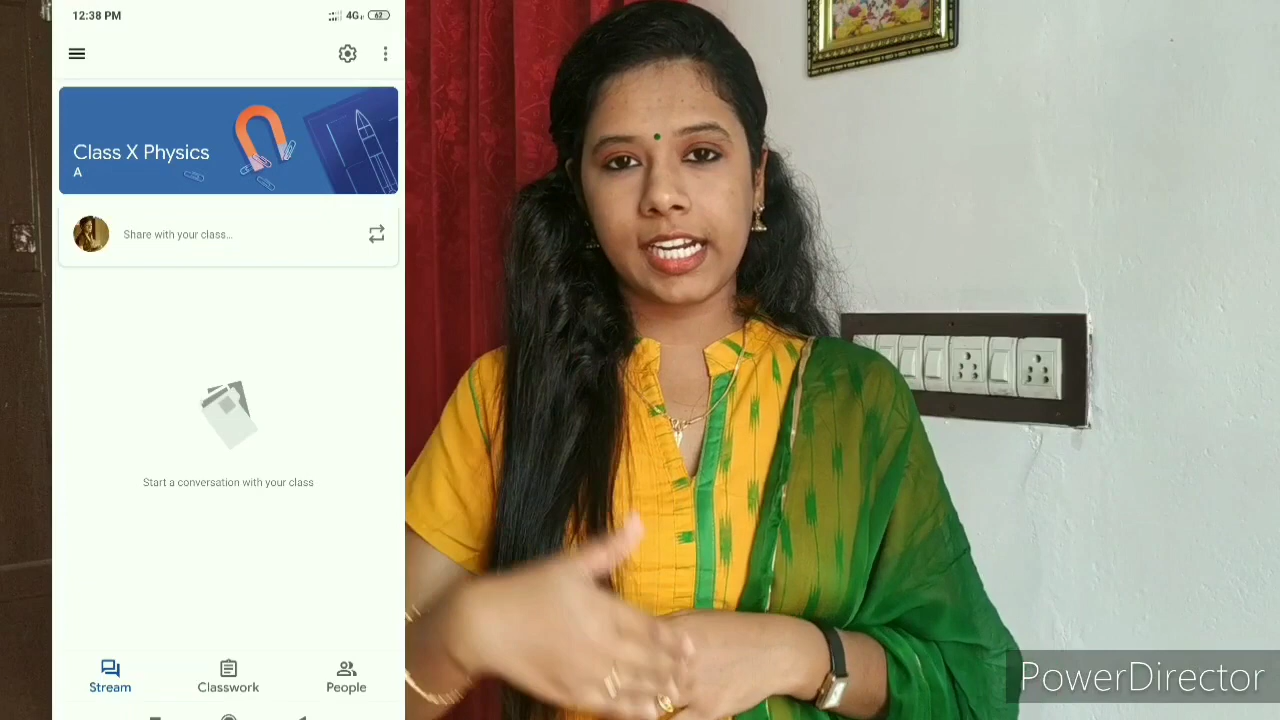 12:38 PM
4G
62
Class X Physics
A
Share with your class...
Start a conversation with your class
Stream
Classwork
People
PowerDirector